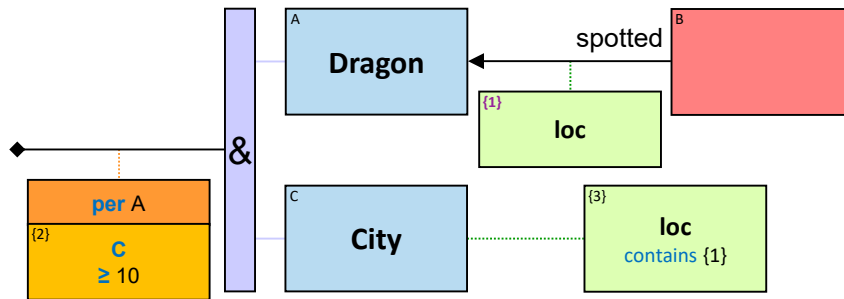 A
Dragon
spotted
B
{1}
loc
&
per A
{2}
C
≥ 10
C
City
{3}
loc
contains {1}